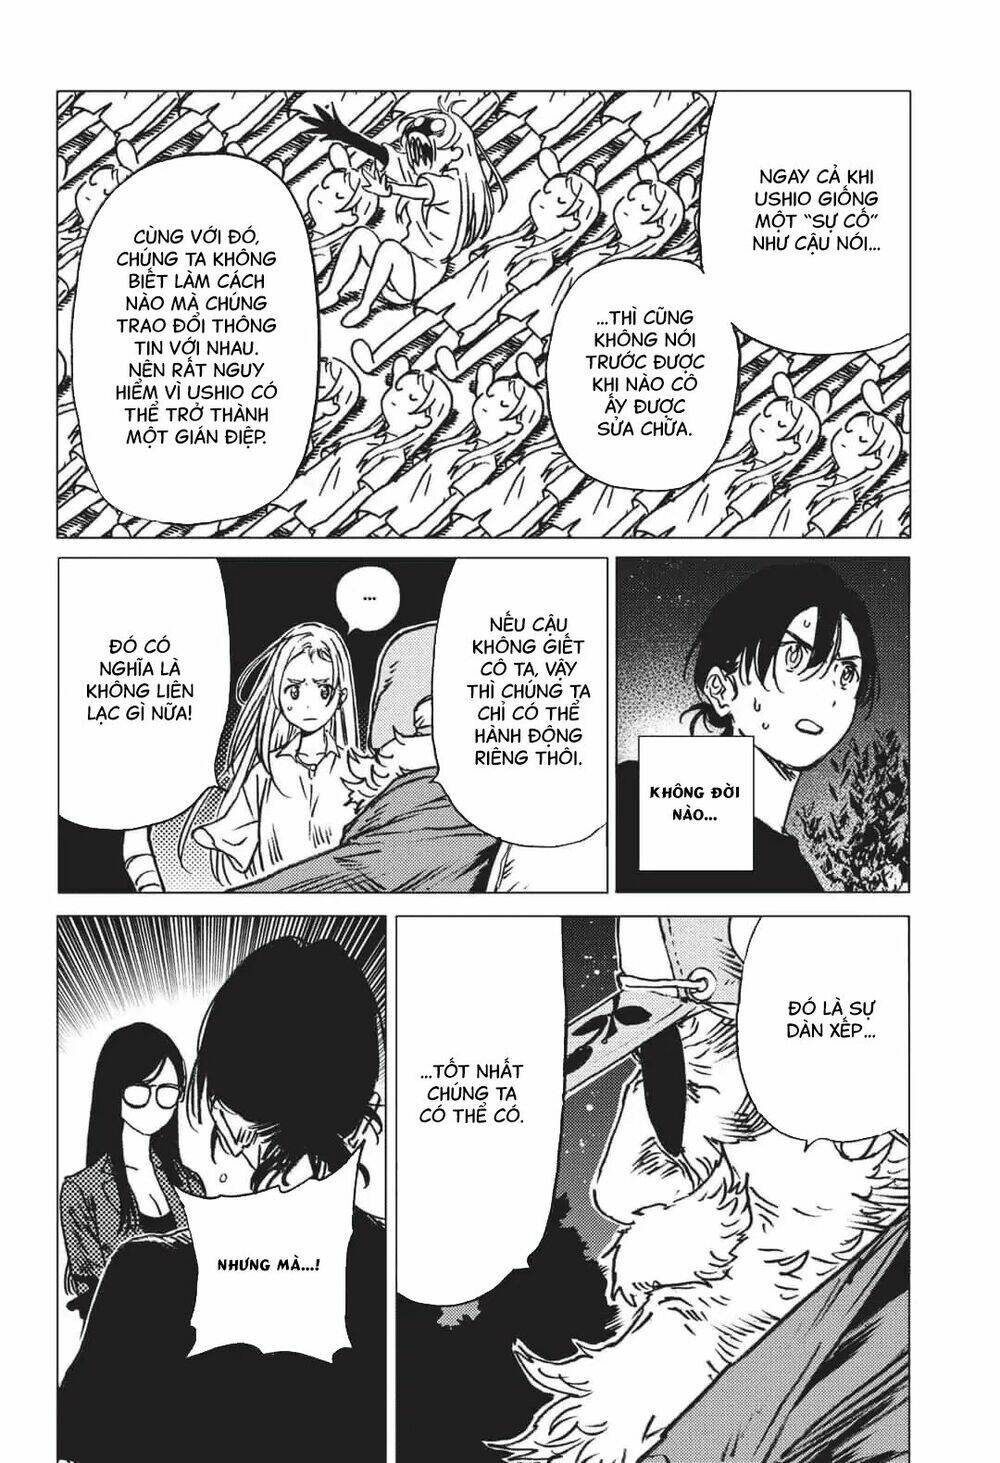 NGAY CẢ KHI
USHIO GIỐNG
MỘT “SỰ CỐ”
NHƯ CẬU NÓI...
...THÌ CŨNG
KHÔNG NÓI
TRƯỚC ĐƯỢC
KHI NÀO CÔ
ẤY ĐƯỢC
SỬA CHỮA.
CÙNG VỚI ĐÓ,
CHÚNG TA KHÔNG
BIẾT LÀM CÁCH
NÀO MÀ CHÚNG
TRAO ĐỔI THÔNG
TIN VỚI NHAU.
NÊN RẤT NGUY
HIỂM VÌ USHIO CÓ
THỂ TRỞ THÀNH
MỘT GIÁN ĐIỆP.
KHÔNG ĐỜI
NÀO...
NẾU CẬU
KHÔNG GIẾT
CÔ TA, VẬY
THÌ CHÚNG TA
CHỈ CÓ THỂ
HÀNH ĐỘNG
RIÊNG THÔI.
...
ĐÓ CÓ
NGHĨA LÀ
KHÔNG LIÊN
LẠC GÌ NỮA!
ĐÓ LÀ SỰ
DÀN XẾP...
...TỐT NHẤT
CHÚNG TA
CÓ THỂ CÓ.
NHƯNG MÀ...!